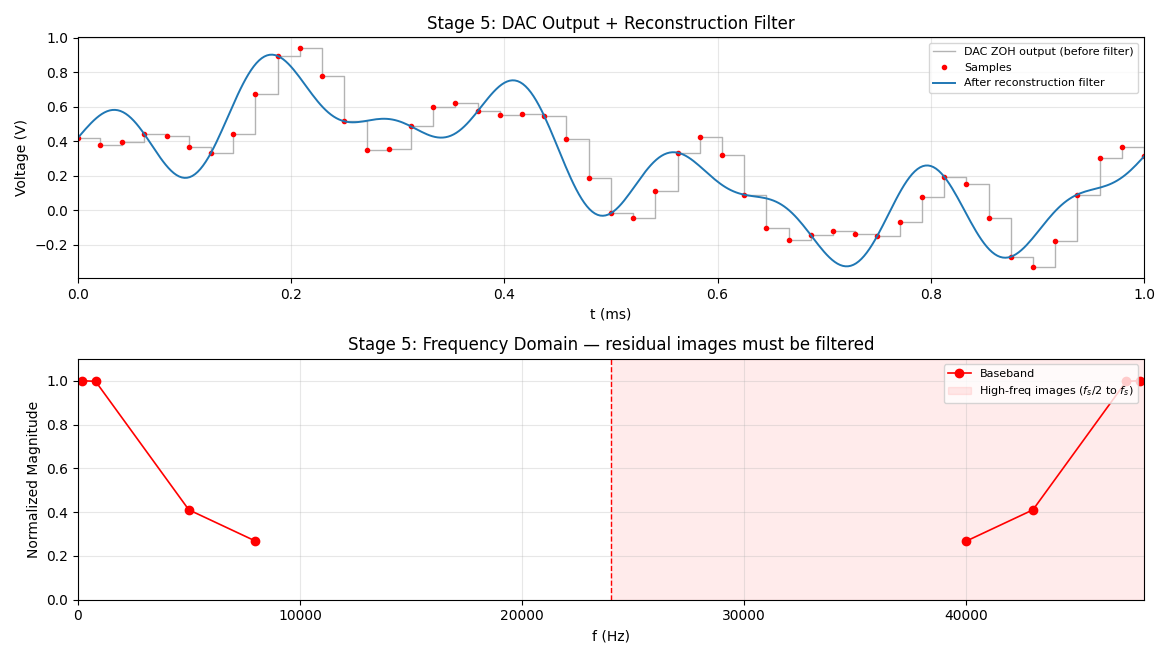 Stage 5: DAC Output + Reconstruction Filter
1.0
0.8
0.6
0.4
0.2
0.0
−0.2
Voltage (V)
DAC ZOH output (before filter)
Samples
After reconstruction filter
0.0 0.2 0.4 0.6 0.8 1.0
t (ms)
Stage 5: Frequency Domain — residual images must be filtered
1.0
0.8
0.6
0.4
0.2
0.0
Normalized Magnitude
Baseband
High-freq images (fₛ/2 to fₛ)
0 10000 20000 30000 40000
f (Hz)